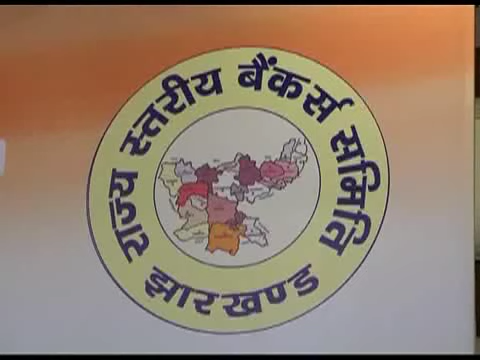 राज्य स्तरीय बैंकर्स समिति
झारखण्ड